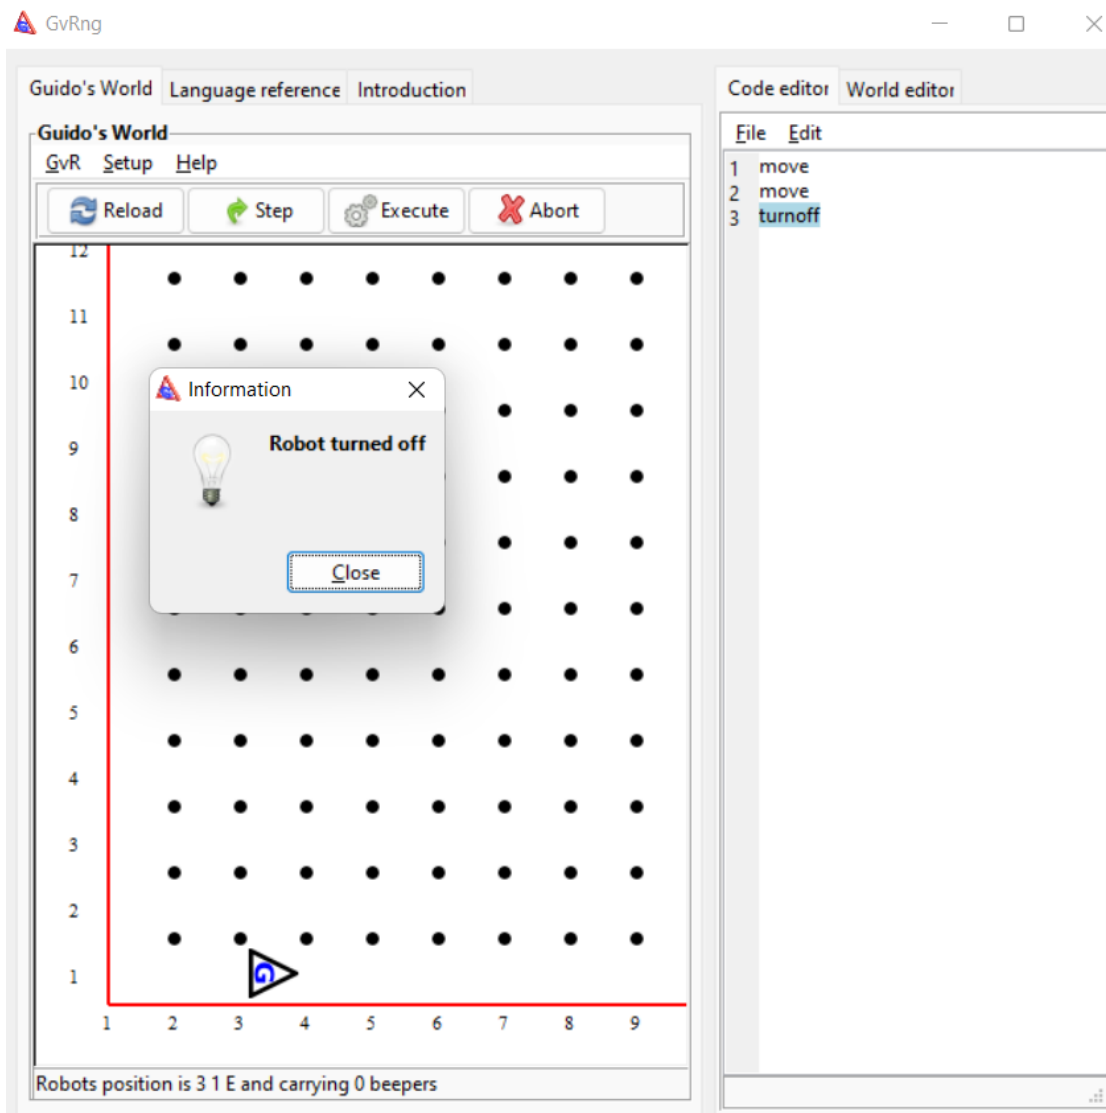 GvRng
Guido's World Language reference Introduction
Guido's World
GvR Setup Help
Reload Step Execute Abort
12
11
10
9
8
7
6
5
4
3
2
1
G
1 2 3 4 5 6 7 8 9
Robots position is 3 1 E and carrying 0 beepers
Information
Robot turned off
Close
Code editor World editor
File Edit
1 move
2 move
3 turnoff